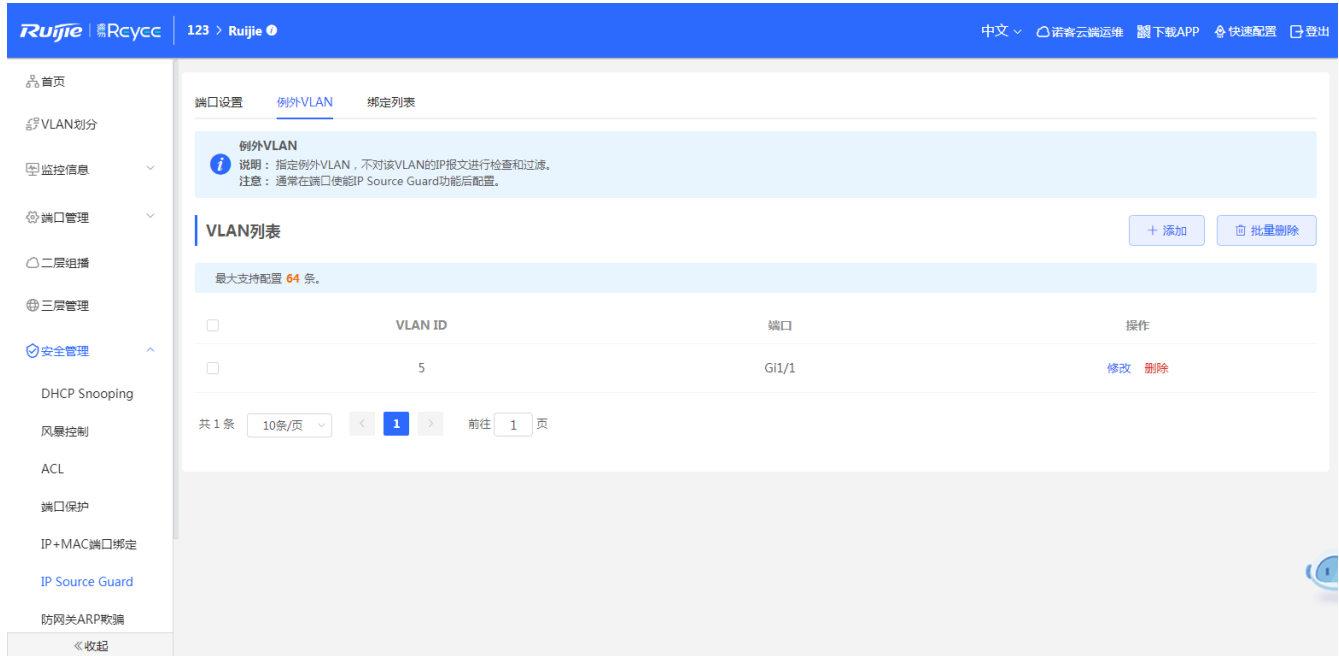 Ruijie | 睿易 Rcycc 123 > Ruijie
中文 诺客云端运维 下载APP 快速配置 登出
首页
VLAN划分
监控信息
端口管理
二层组播
三层管理
安全管理
DHCP Snooping
风暴控制
ACL
端口保护
IP+MAC端口绑定
IP Source Guard
防网关ARP欺骗
《收起
端口设置 例外VLAN 绑定列表
例外VLAN
说明： 指定例外VLAN，不对该VLAN的IP报文进行检查和过滤。
注意： 通常在端口使能IP Source Guard功能后配置。
VLAN列表
+ 添加 批量删除
最大支持配置 64 条。
VLAN ID 端口 操作
5 Gi1/1 修改 删除
共 1 条 10条/页 < 1 > 前往 1 页